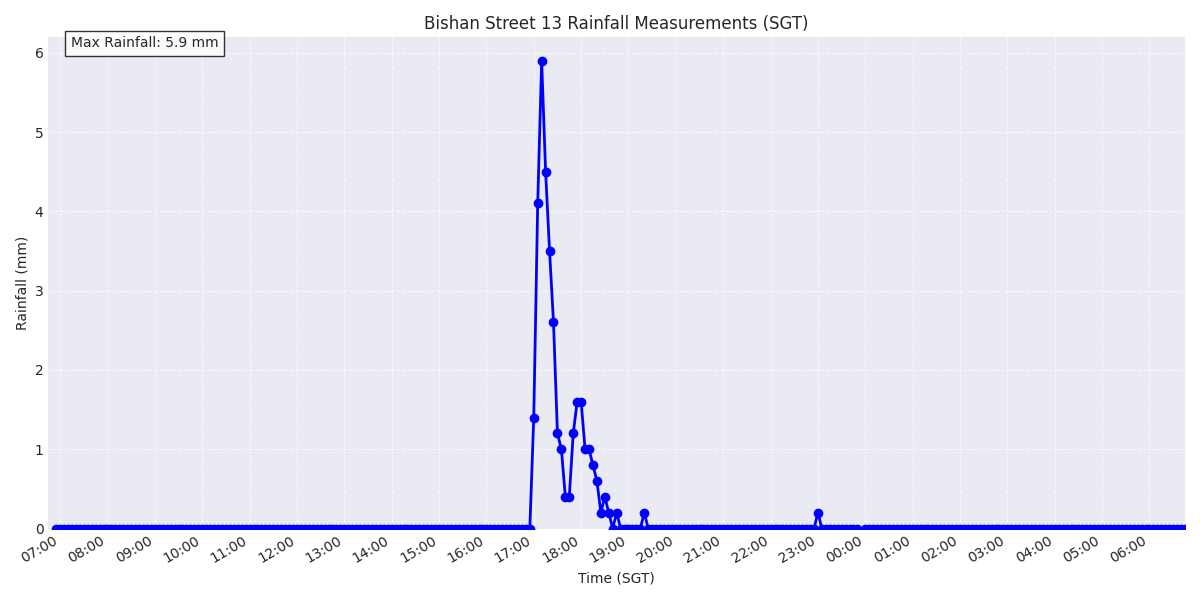 Bishan Street 13 Rainfall Measurements (SGT)
Max Rainfall: 5.9 mm
6
5
4
3
2
1
0
Rainfall (mm)
07:00 08:00 09:00 10:00 11:00 12:00 13:00 14:00 15:00 16:00 17:00 18:00 19:00 20:00 21:00 22:00 23:00 00:00 01:00 02:00 03:00 04:00 05:00 06:00
Time (SGT)